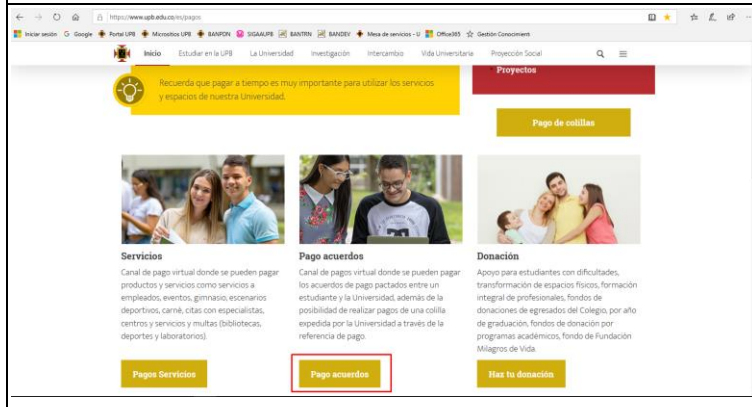 https://www.upb.edu.co/es/pagos
Iniciar sesión Google Portal UPB Micrositios UPB BANPDN SIGAAUPB BANTRN BANDEV Mesa de servicios - U Office365 Gestión Conocimient
Inicio Estudiar en la UPB La Universidad Investigación Intercambio Vida Universitaria Proyección Social
Proyectos
Recuerda que pagar a tiempo es muy importante para utilizar los servicios
y espacios de nuestra Universidad.
Pago de colillas
Servicios
Canal de pago virtual donde se pueden pagar
productos y servicios como servicios a
empleados, eventos, gimnasio, escenarios
deportivos, carné, citas con especialistas,
centros y servicios y multas (bibliotecas,
deportes y laboratorios).
Pagos Servicios
Pago acuerdos
Canal de pagos virtual donde se pueden pagar
los acuerdos de pago pactados entre un
estudiante y la Universidad, además de la
posibilidad de realizar pagos de una colilla
expedida por la Universidad a través de la
referencia de pago.
Pago acuerdos
Donación
Apoyo para estudiantes con dificultades,
transformación de espacios físicos, formación
integral de profesionales, fondos de
donaciones de egresados del Colegio, por año
de graduación, fondos de donación por
programas académicos, fondo de Fundación
Milagros de Vida.
Haz tu donación